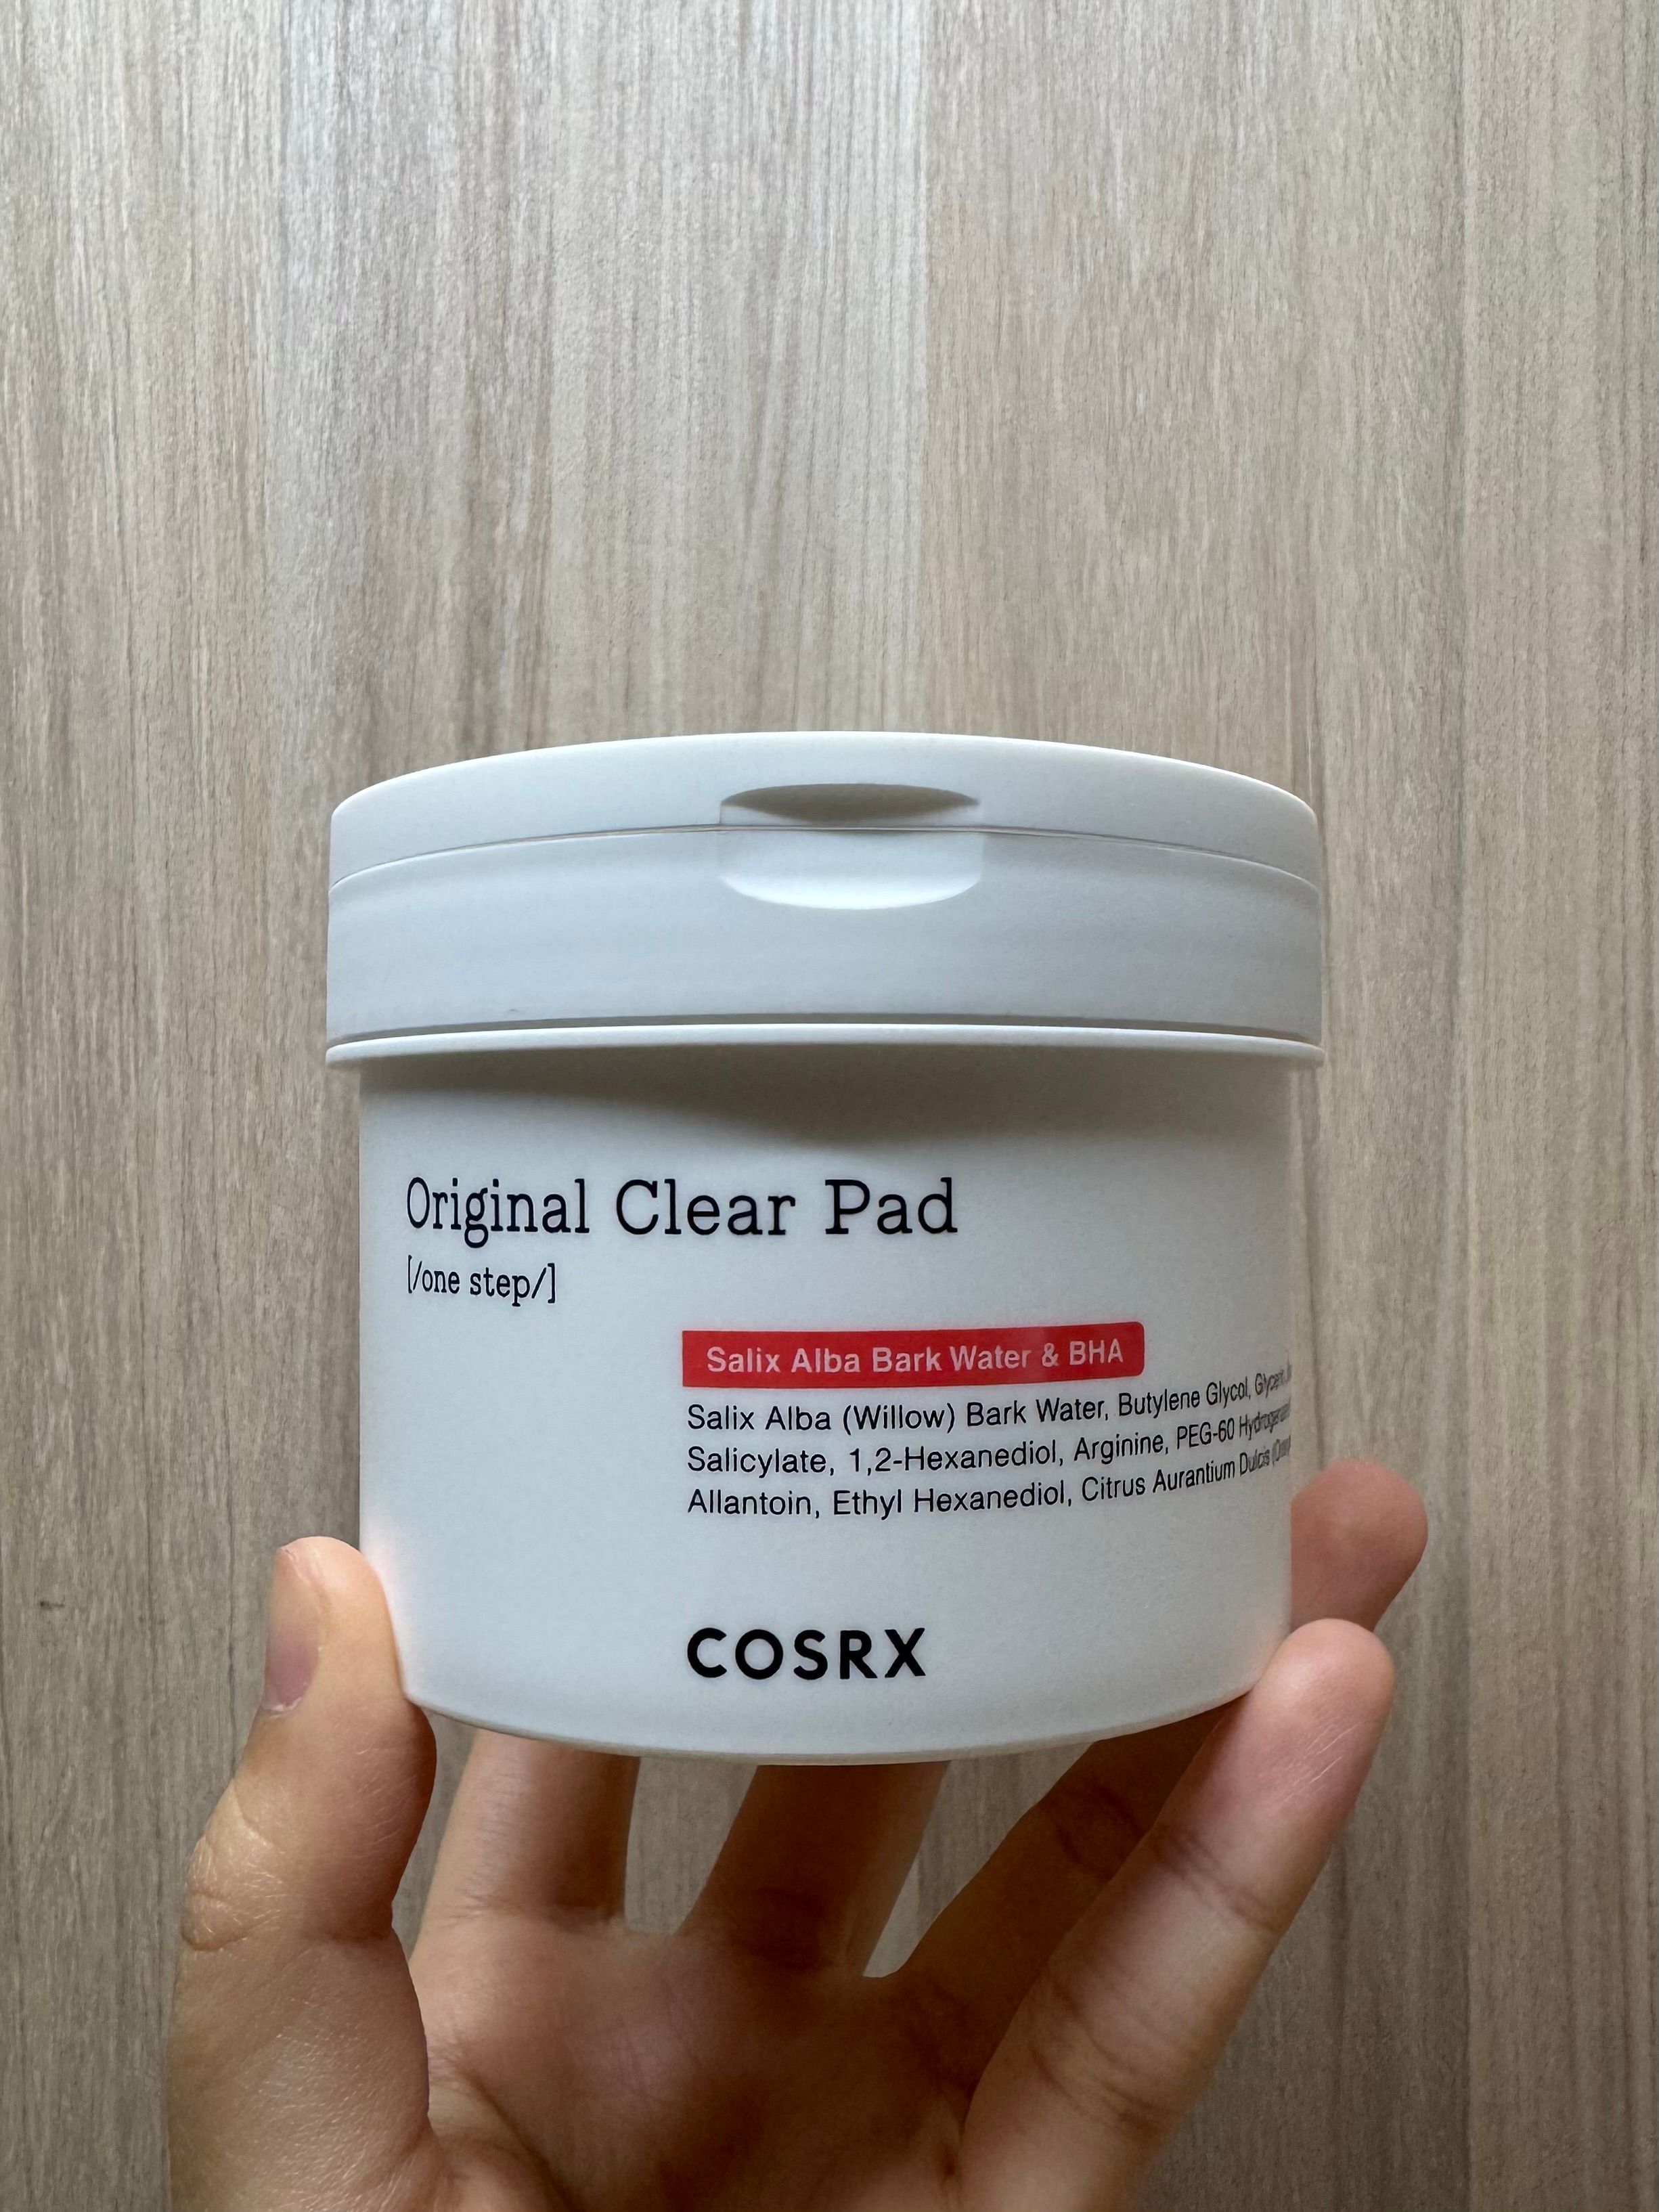 Original Clear Pad
[/one step/]
Salix Alba Bark Water & BHA
Salix Alba (Willow) Bark Water, Butylene Glycol,
Salicylate, 1,2-Hexanediol, Arginine, PEG-60
Allantoin, Ethyl Hexanediol, Citrus Aurantium Dulcis
COSRX